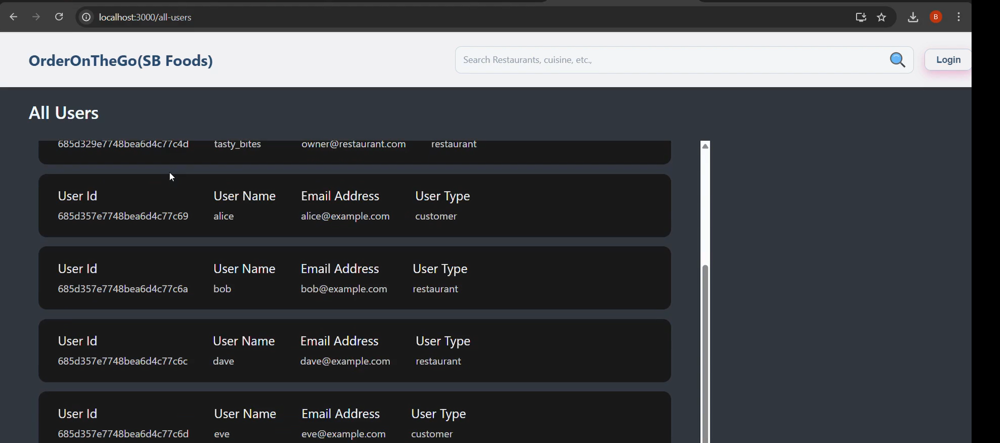 localhost:3000/all-users
B
OrderOnTheGo(SB Foods)
Search Restaurants, cuisine, etc.,
Login
All Users
685d329e7748bea6d4c77c4d tasty_bites owner@restaurant.com restaurant
User Id User Name Email Address User Type
685d357e7748bea6d4c77c69 alice alice@example.com customer
User Id User Name Email Address User Type
685d357e7748bea6d4c77c6a bob bob@example.com restaurant
User Id User Name Email Address User Type
685d357e7748bea6d4c77c6c dave dave@example.com restaurant
User Id User Name Email Address User Type
685d357e7748bea6d4c77c6d eve eve@example.com customer